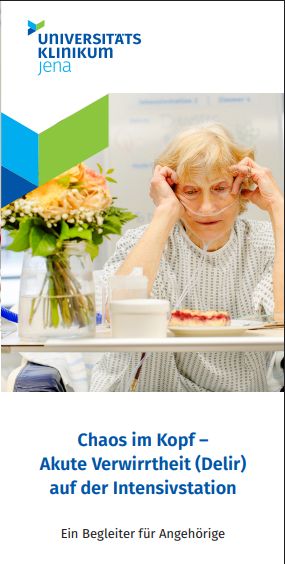 UNIVERSITÄTS
KLINIKUM
jena
Chaos im Kopf –
Akute Verwirrtheit (Delir)
auf der Intensivstation
Ein Begleiter für Angehörige